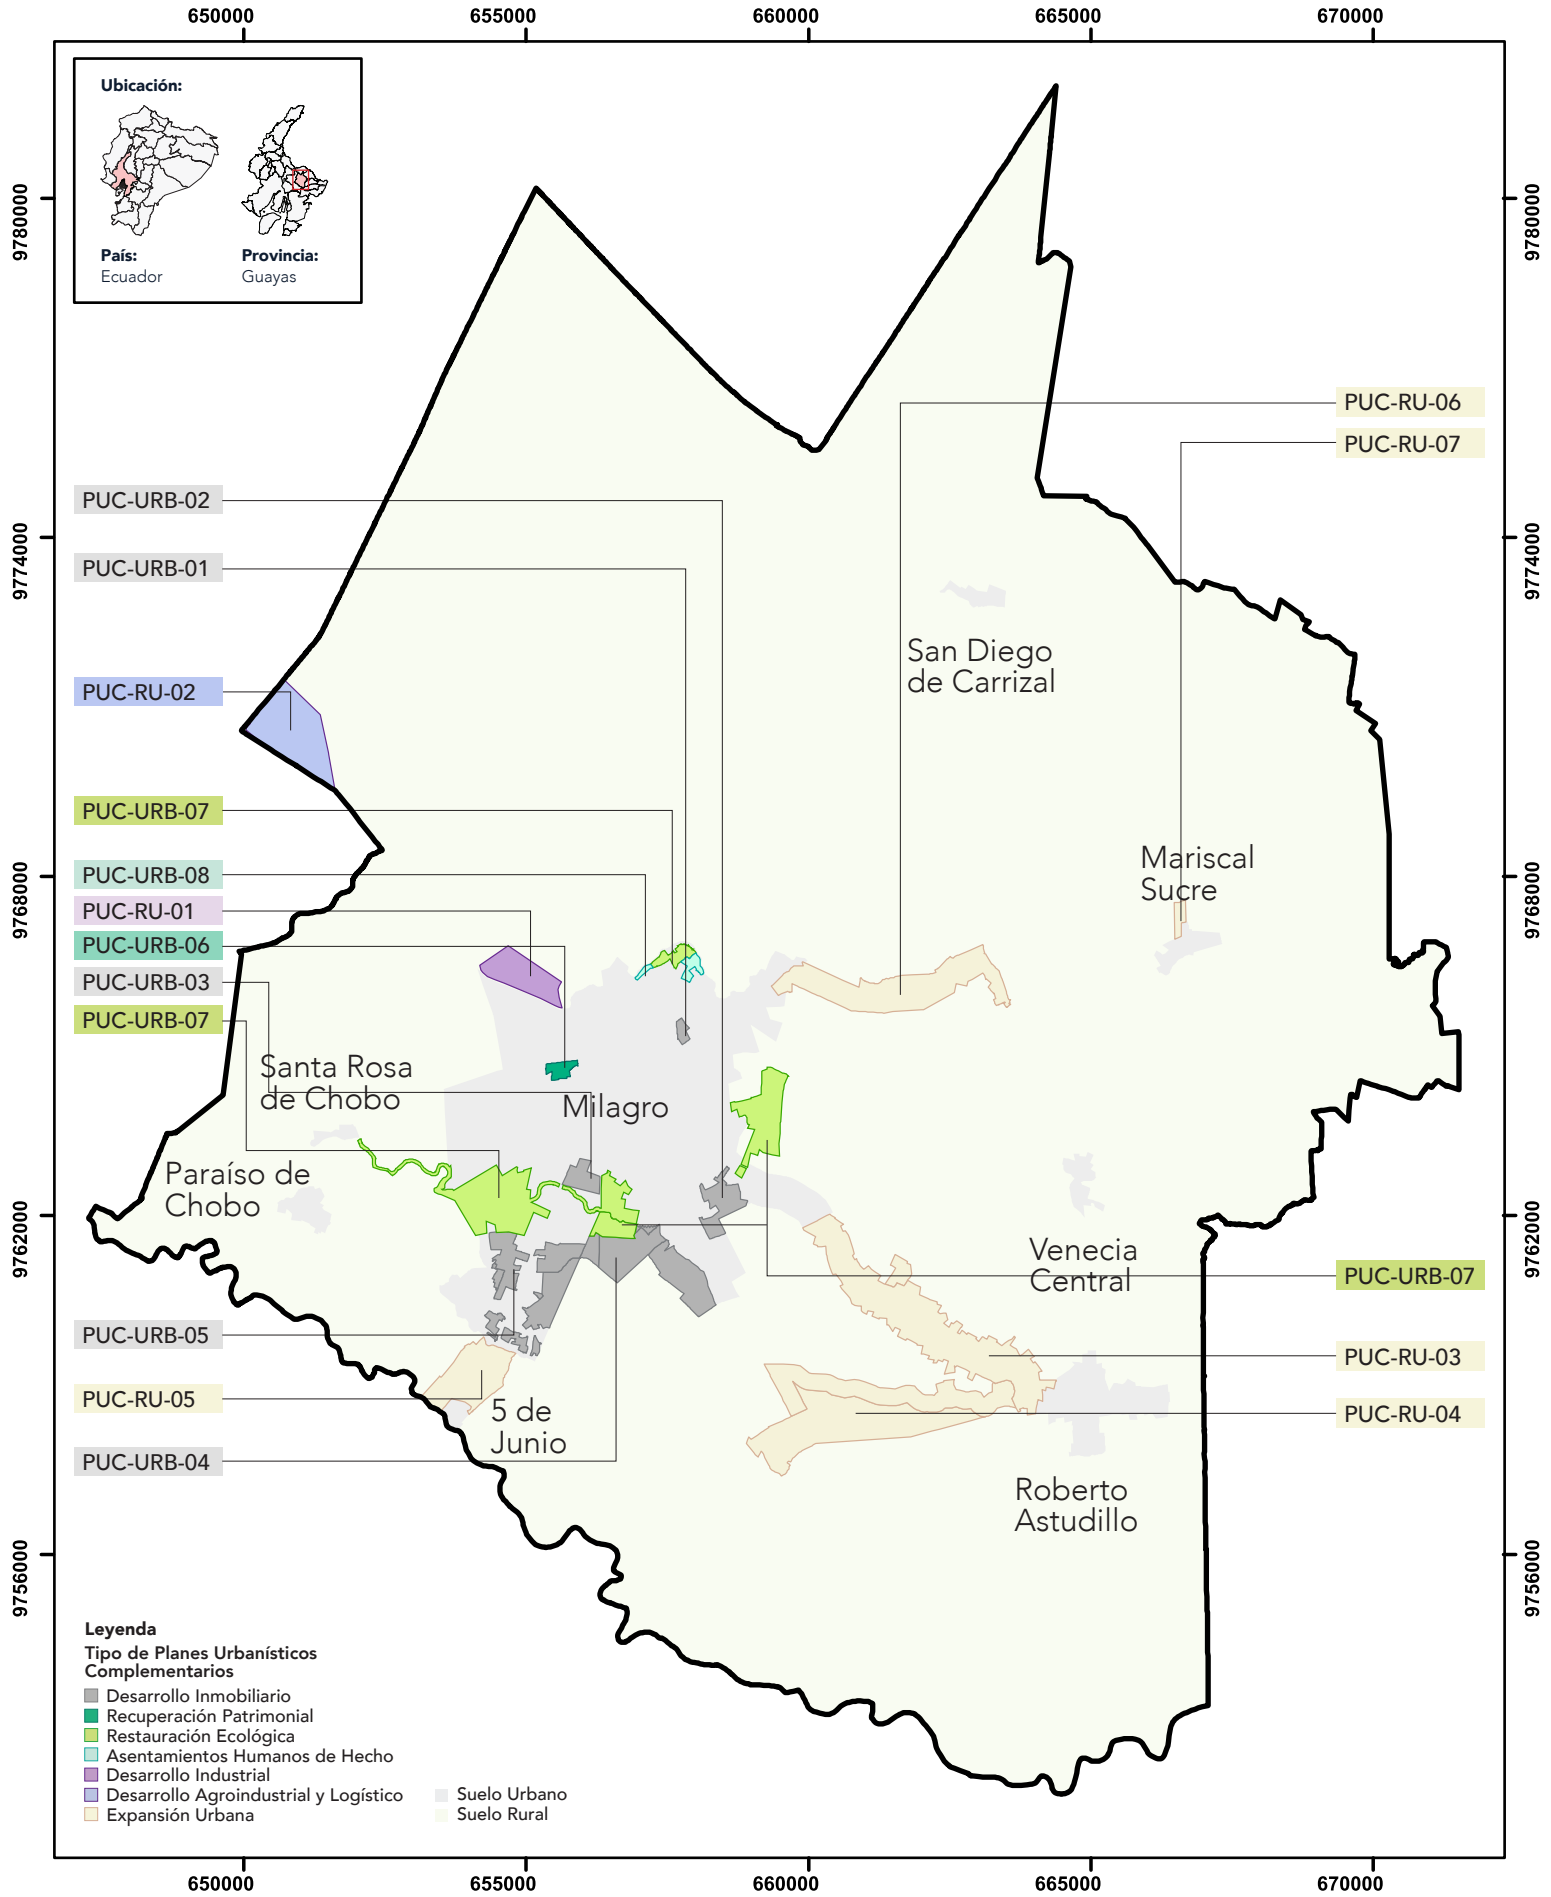 650000
655000
660000
665000
670000
Ubicación:
País:
Ecuador
Provincia:
Guayas
9780000
9780000
PUC-RU-06
PUC-RU-07
PUC-URB-02
9774000
9774000
PUC-URB-01
San Diego
de Carrizal
PUC-RU-02
PUC-URB-07
Mariscal
Sucre
9768000
9768000
PUC-URB-08
PUC-RU-01
PUC-URB-06
PUC-URB-03
PUC-URB-07
Santa Rosa
de Chobo
Milagro
Paraíso de
Chobo
9762000
9762000
Venecia
Central
PUC-URB-07
PUC-URB-05
PUC-RU-03
PUC-RU-05
PUC-RU-04
5 de
Junio
PUC-URB-04
Roberto
Astudillo
9756000
9756000
Leyenda
Tipo de Planes Urbanísticos
Complementarios
Desarrollo Inmobiliario
Recuperación Patrimonial
Restauración Ecológica
Asentamientos Humanos de Hecho
Desarrollo Industrial
Desarrollo Agroindustrial y Logístico
Expansión Urbana
Suelo Urbano
Suelo Rural
650000
655000
660000
665000
670000